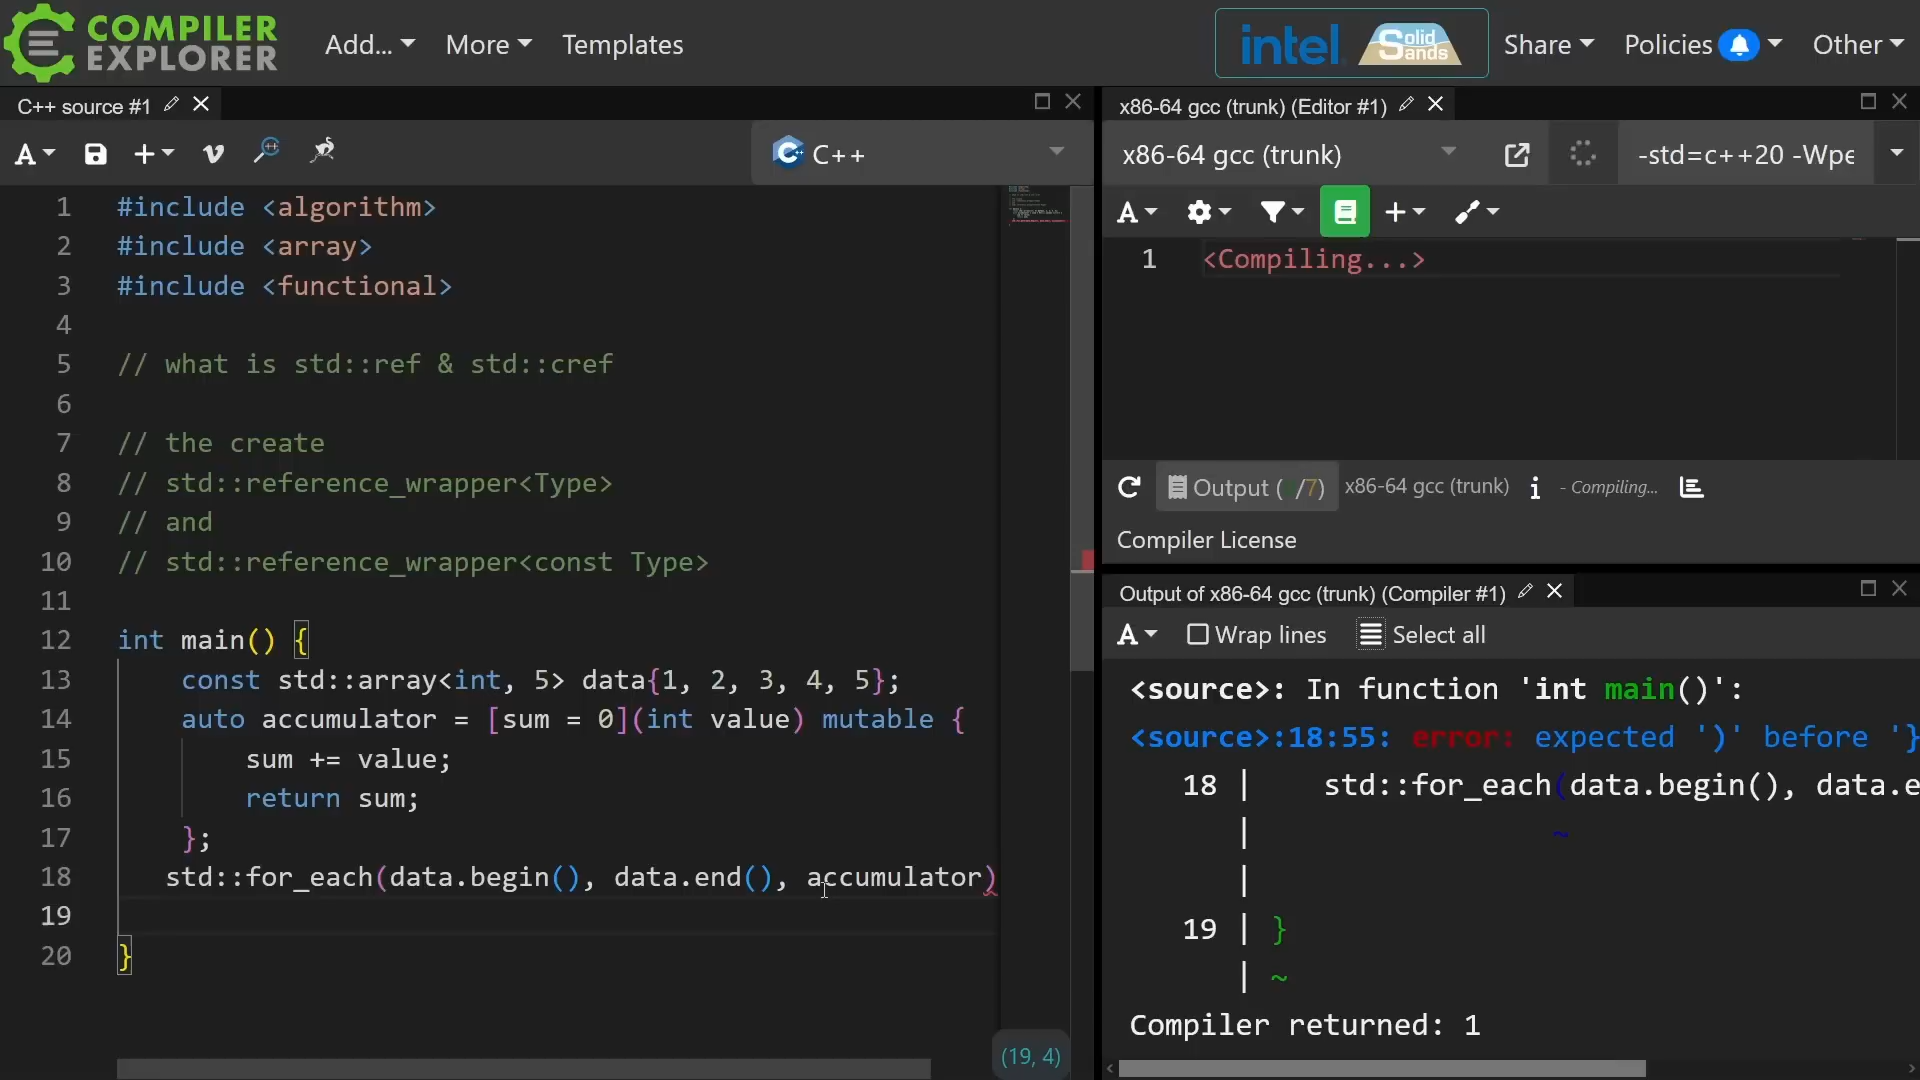 COMPILER
EXPLORER
Add...
More
Templates
intel
Solid
Sands
Share
Policies
Other
C++ source #1
A
C++
1 #include <algorithm>
2 #include <array>
3 #include <functional>
4
5 // what is std::ref & std::cref
6
7 // the create
8 // std::reference_wrapper<Type>
9 // and
10 // std::reference_wrapper<const Type>
11
12 int main() {
13 const std::array<int, 5> data{1, 2, 3, 4, 5};
14 auto accumulator = [sum = 0](int value) mutable {
15 sum += value;
16 return sum;
17 };
18 std::for_each(data.begin(), data.end(), accumulator)
19
20 }
(19, 4)
x86-64 gcc (trunk) (Editor #1)
x86-64 gcc (trunk)
-std=c++20 -Wpe
A
1 <Compiling...>
Output ( /7) x86-64 gcc (trunk) i - Compiling...
Compiler License
Output of x86-64 gcc (trunk) (Compiler #1)
A Wrap lines Select all
<source>: In function 'int main()':
<source>:18:55: error: expected ')' before '}
18 | std::for_each(data.begin(), data.e
| ~
|
19 | }
| ~
Compiler returned: 1